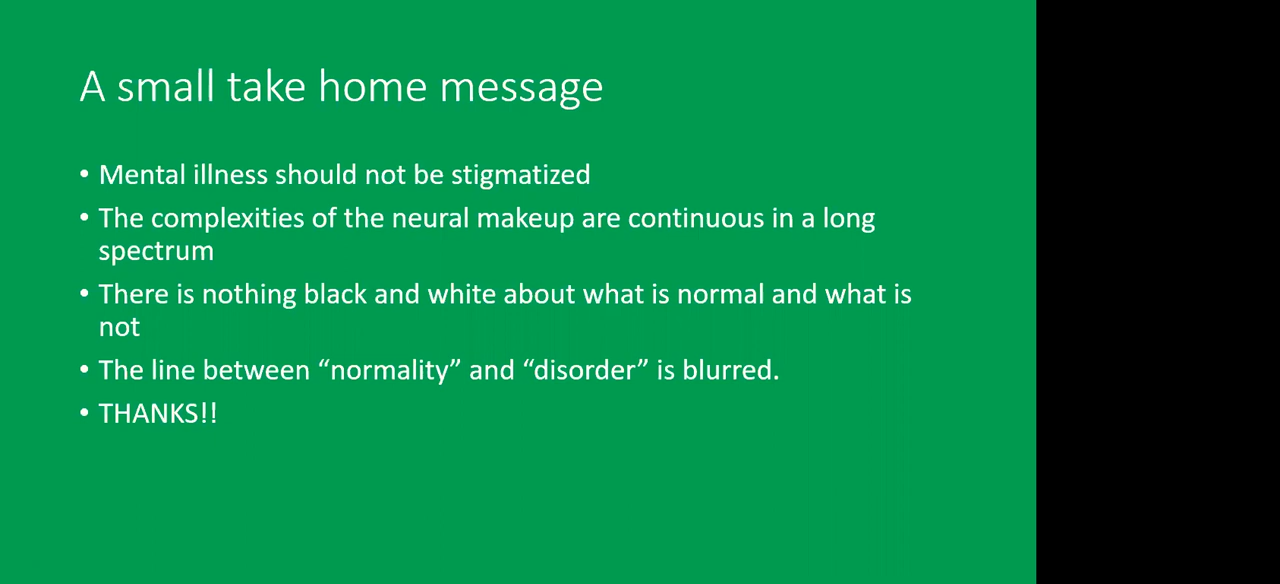 A small take home message
• Mental illness should not be stigmatized
• The complexities of the neural makeup are continuous in a long
spectrum
• There is nothing black and white about what is normal and what is
not
• The line between “normality” and “disorder” is blurred.
• THANKS!!